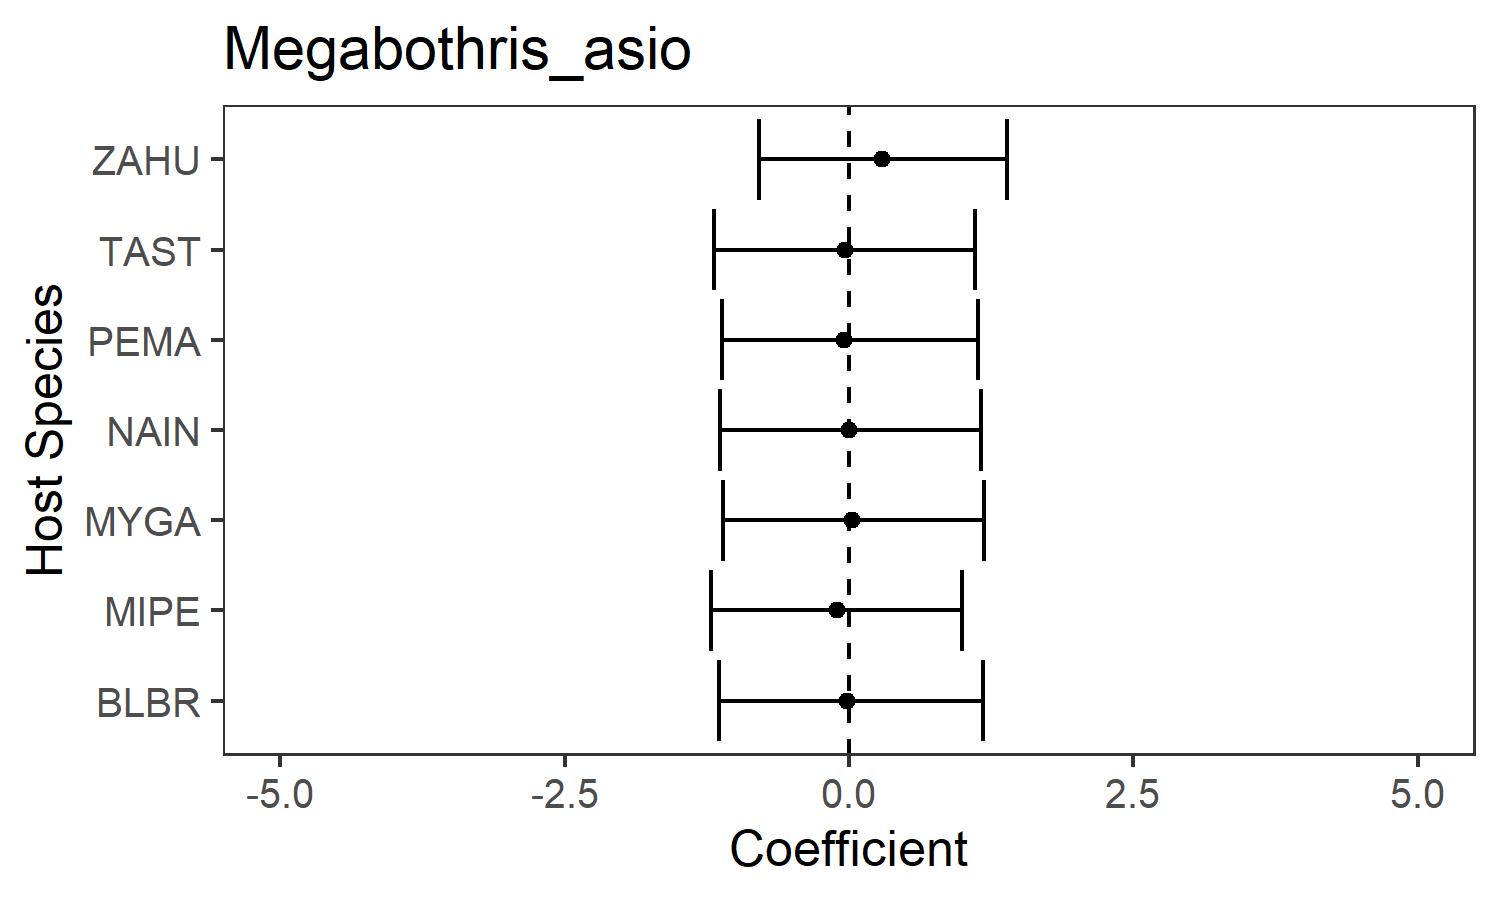 Megabothris_asio
Host Species
ZAHU
TAST
PEMA
NAIN
MYGA
MIPE
BLBR
-5.0 -2.5 0.0 2.5 5.0
Coefficient